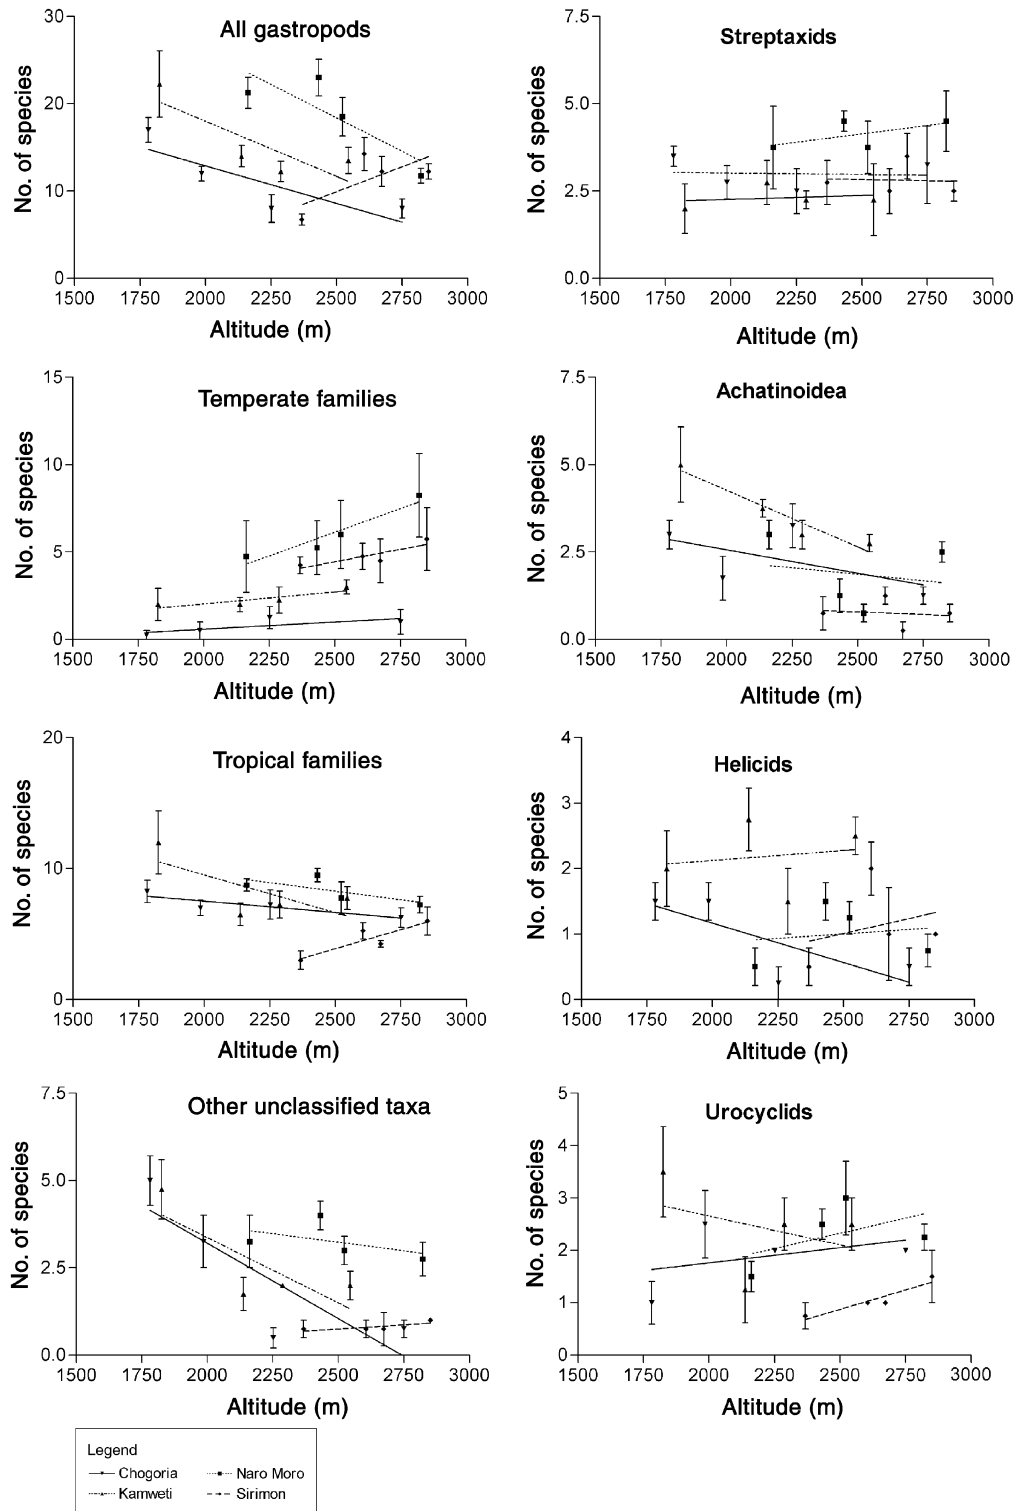 All gastropods
No. of species
30
20
10
0
1500 1750 2000 2250 2500 2750 3000
Altitude (m)
Streptaxids
No. of species
7.5
5.0
2.5
0.0
1500 1750 2000 2250 2500 2750 3000
Altitude (m)
Temperate families
No. of species
15
10
5
0
1500 1750 2000 2250 2500 2750 3000
Altitude (m)
Achatinoidea
No. of species
7.5
5.0
2.5
0.0
1500 1750 2000 2250 2500 2750 3000
Altitude (m)
Tropical families
No. of species
20
10
0
1500 1750 2000 2250 2500 2750 3000
Altitude (m)
Helicids
No. of species
4
3
2
1
0
1500 1750 2000 2250 2500 2750 3000
Altitude (m)
Other unclassified taxa
No. of species
7.5
5.0
2.5
0.0
1500 1750 2000 2250 2500 2750 3000
Altitude (m)
Urocyclids
No. of species
5
4
3
2
1
0
1500 1750 2000 2250 2500 2750 3000
Altitude (m)
Legend
Chogoria
Naro Moro
Kamweti
Sirimon